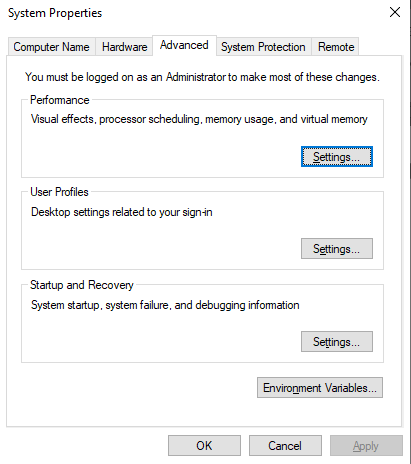 System Properties
Computer Name Hardware Advanced System Protection Remote
You must be logged on as an Administrator to make most of these changes.
Performance
Visual effects, processor scheduling, memory usage, and virtual memory
Settings...
User Profiles
Desktop settings related to your sign-in
Settings...
Startup and Recovery
System startup, system failure, and debugging information
Settings...
Environment Variables...
OK Cancel Apply